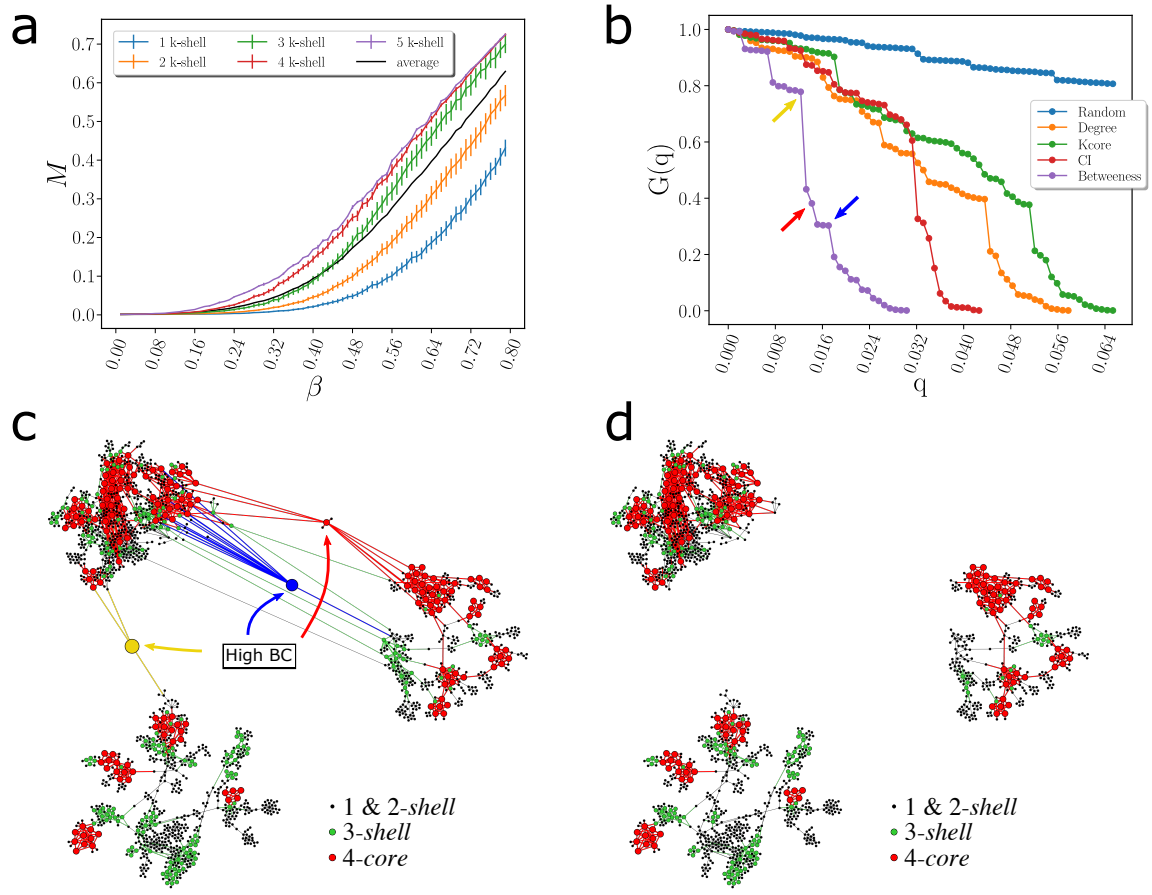 a
1 k-shell
2 k-shell
3 k-shell
4 k-shell
5 k-shell
average
M
0.7
0.6
0.5
0.4
0.3
0.2
0.1
0.0
0.00
0.08
0.16
0.24
0.32
0.40
0.48
0.56
0.64
0.72
0.80
β
b
G(q)
1.0
0.8
0.6
0.4
0.2
0.0
Random
Degree
Kcore
CI
Betweeness
0.000
0.008
0.016
0.024
0.032
0.040
0.048
0.056
0.064
q
c
High BC
1 & 2-shell
3-shell
4-core
d
1 & 2-shell
3-shell
4-core